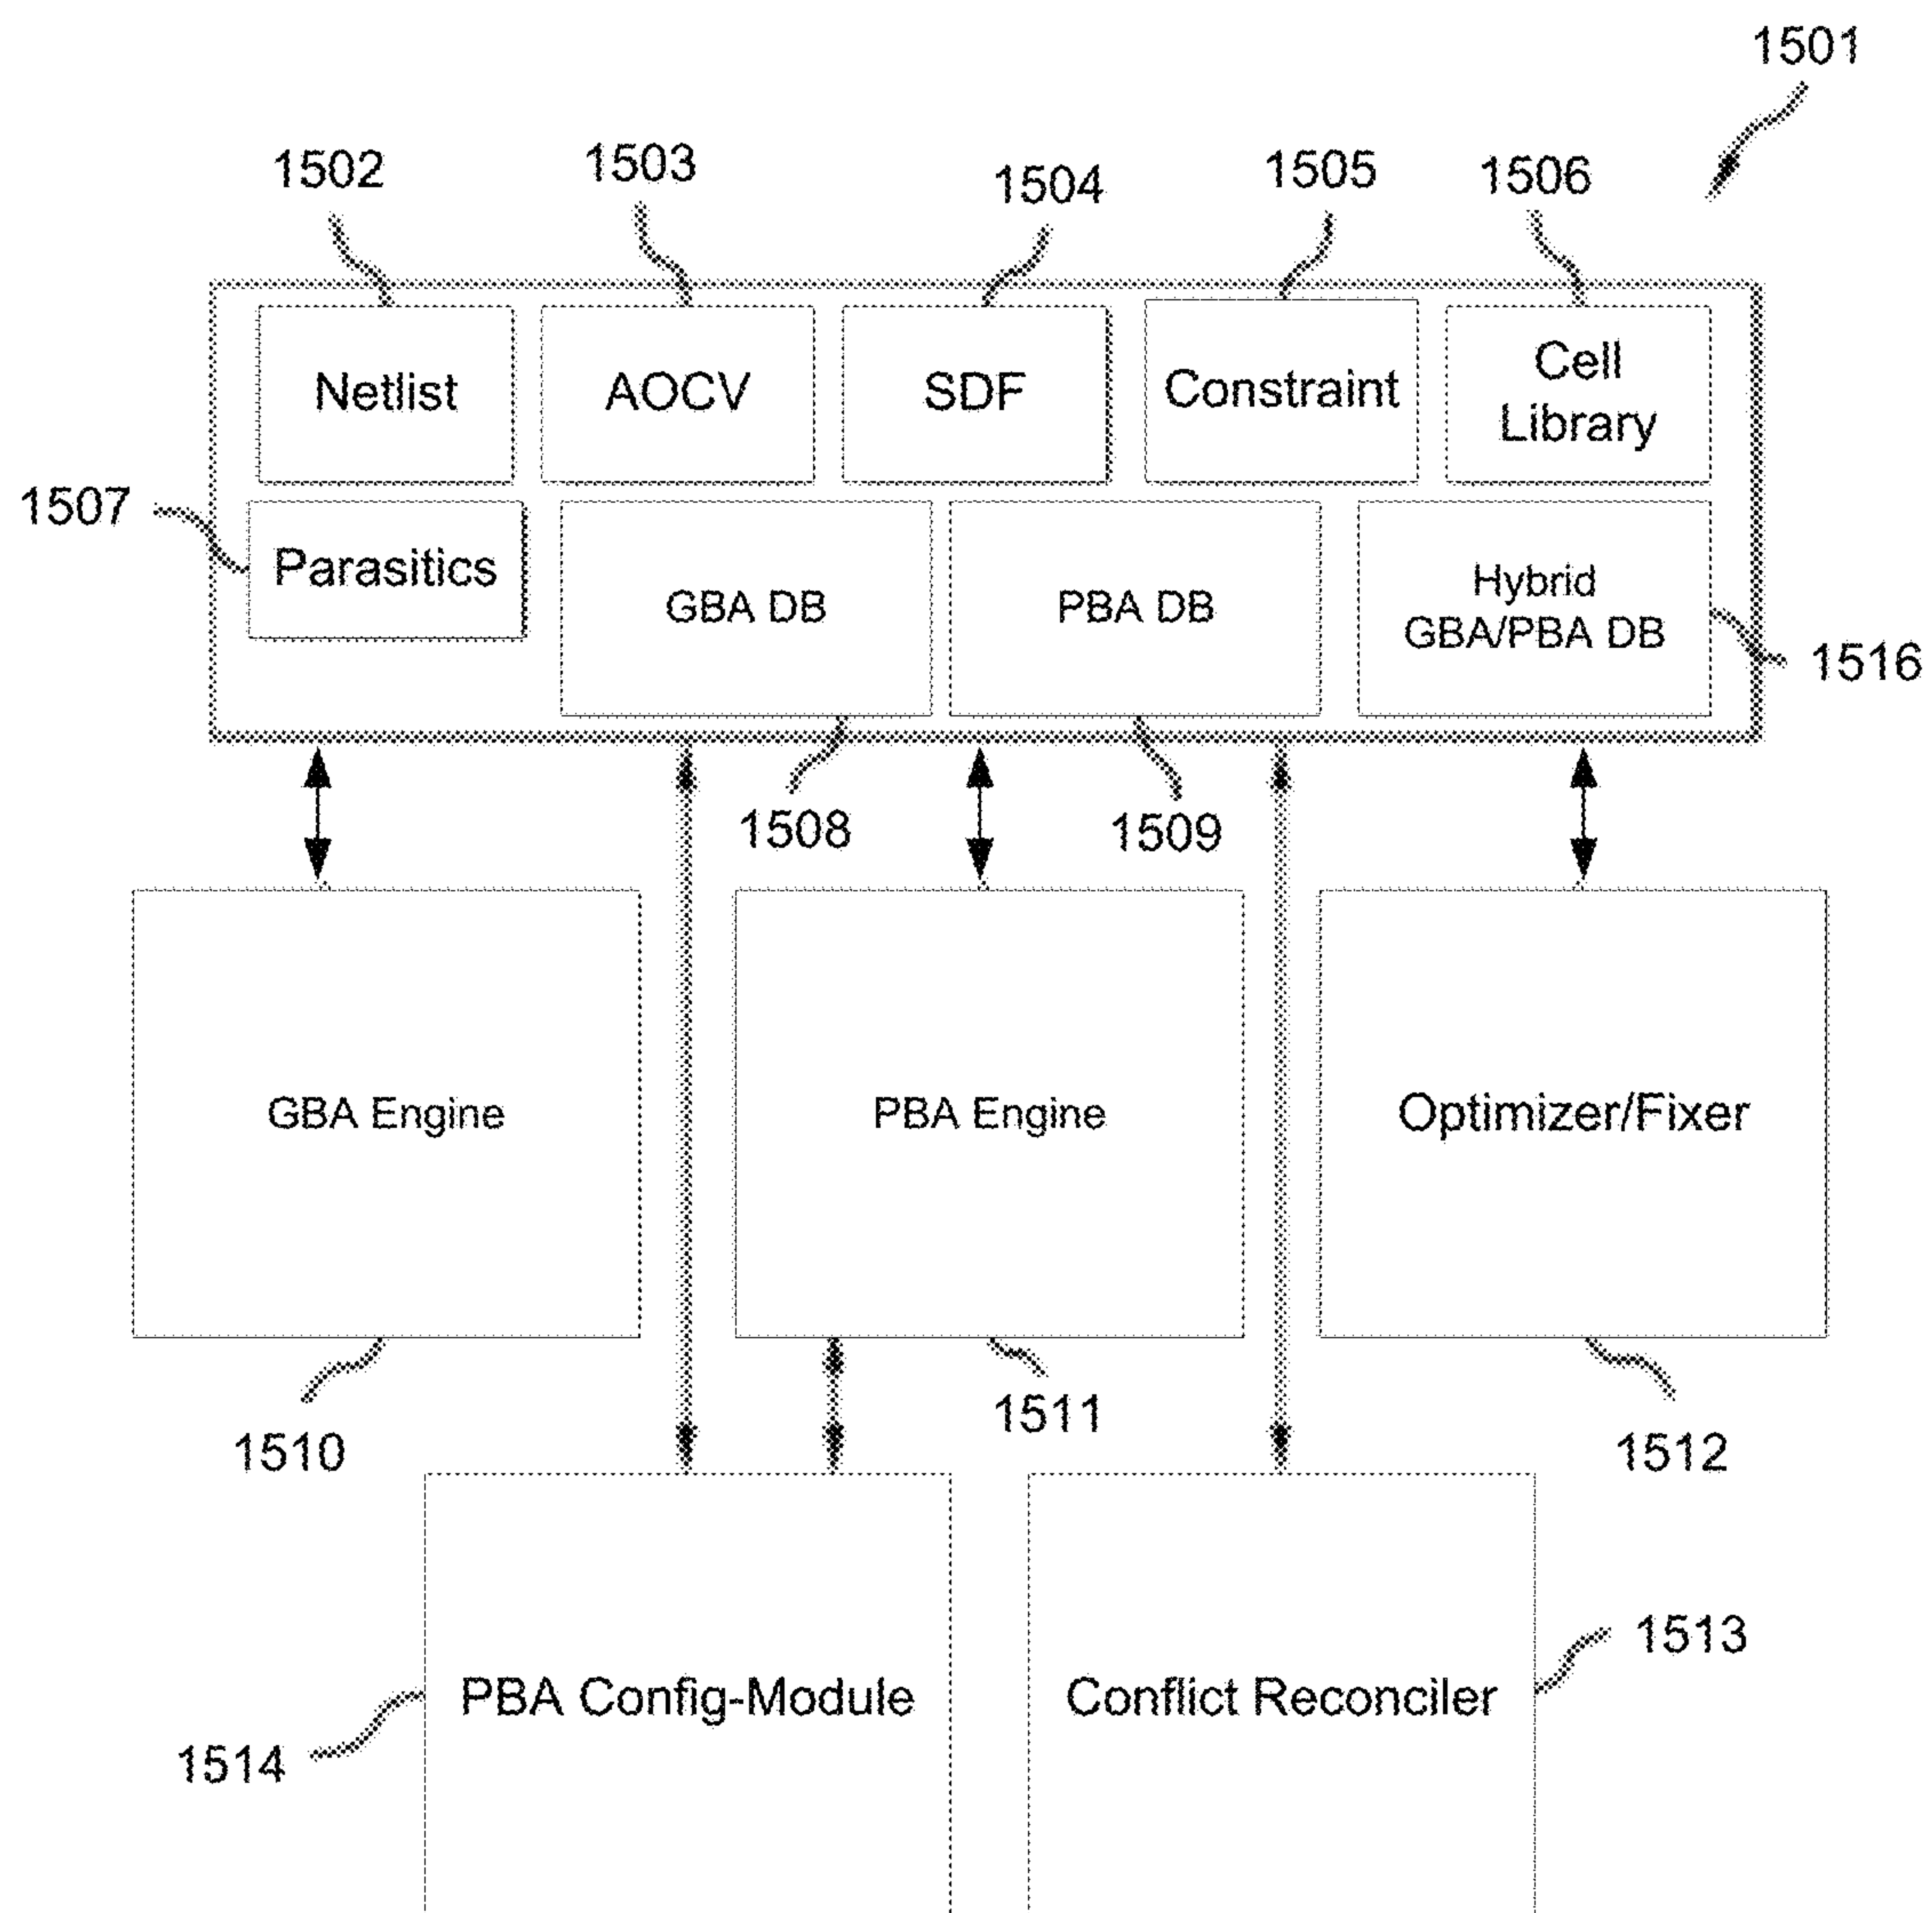 1501
1502
1503
1504
1505
1506
Netlist
AOCV
SDF
Constraint
Cell
Library
1507
Parasitics
GBA DB
PBA DB
Hybrid
GBA/PBA DB
1516
1508
1509
GBA Engine
PBA Engine
Optimizer/Fixer
1510
1511
1512
PBA Config-Module
Conflict Reconciler
1513
1514